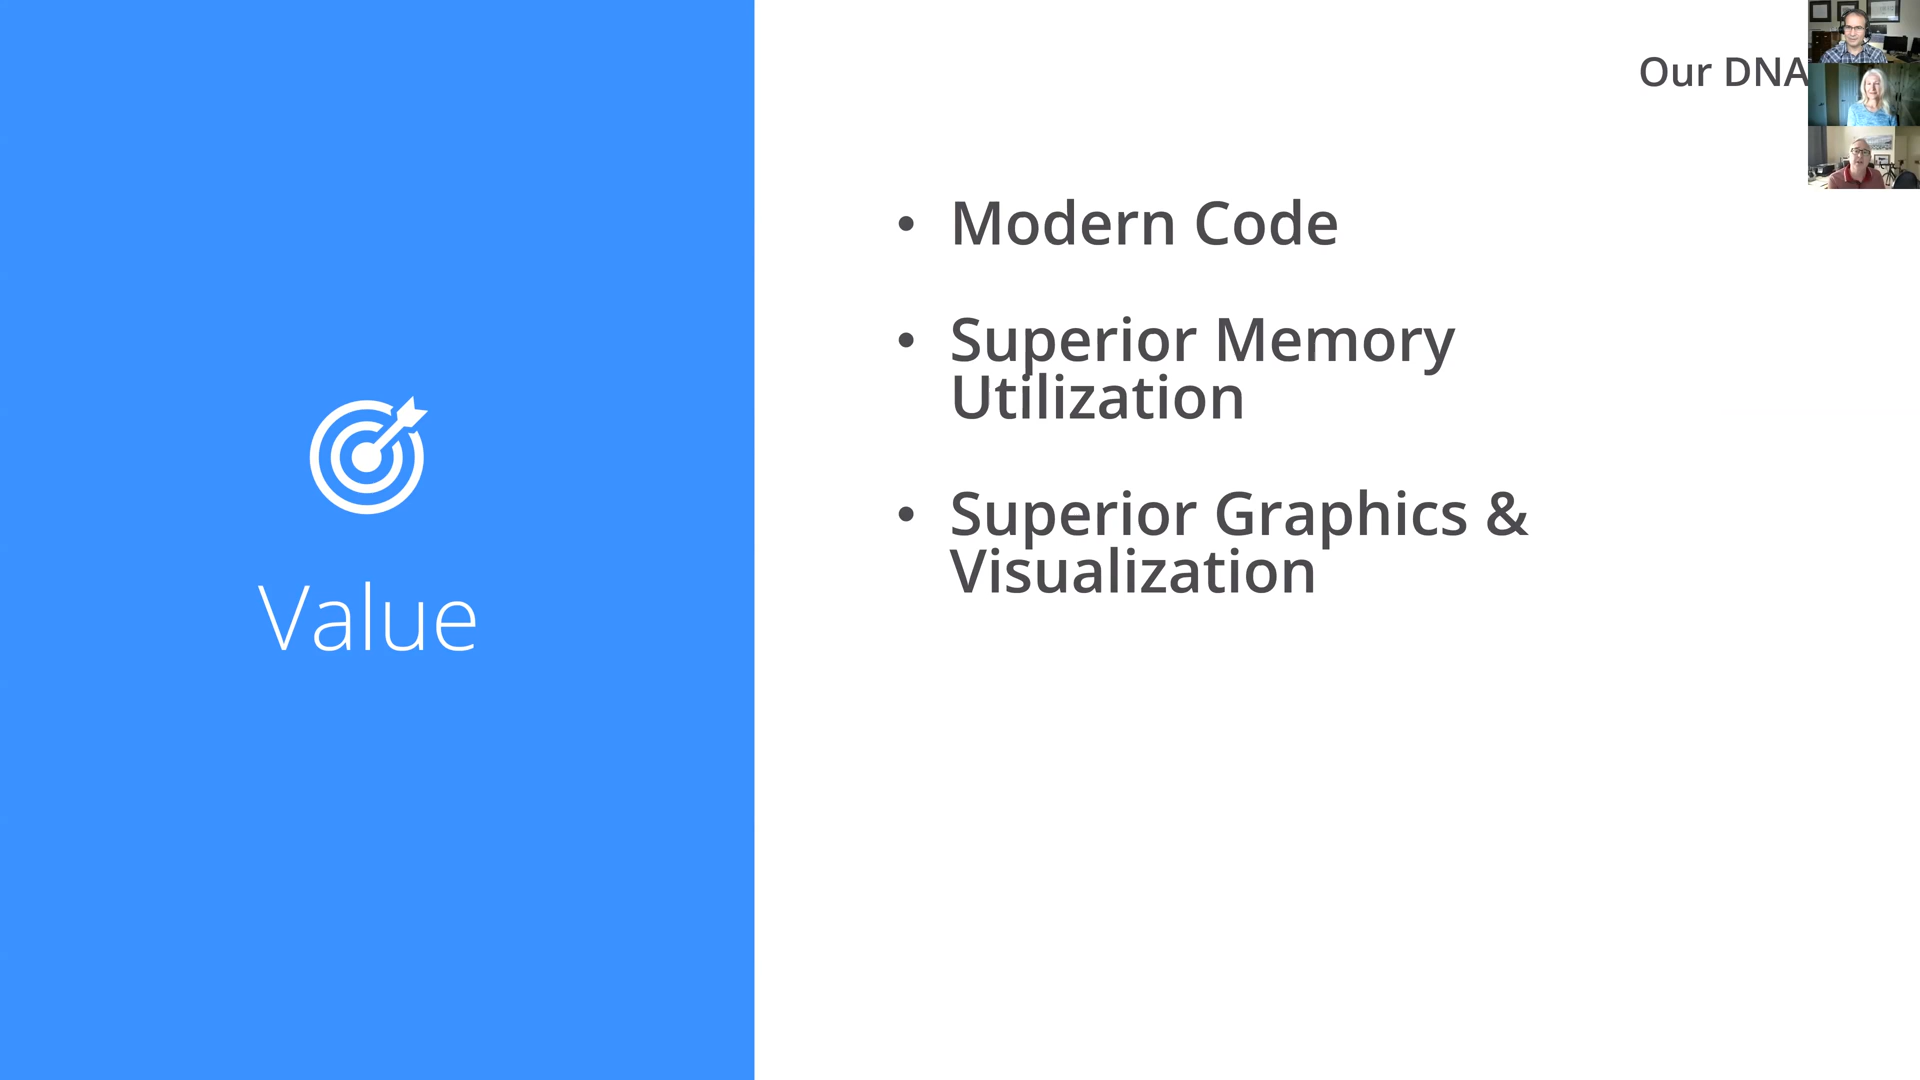 Our DNA
Value
• Modern Code
• Superior Memory
Utilization
• Superior Graphics &
Visualization